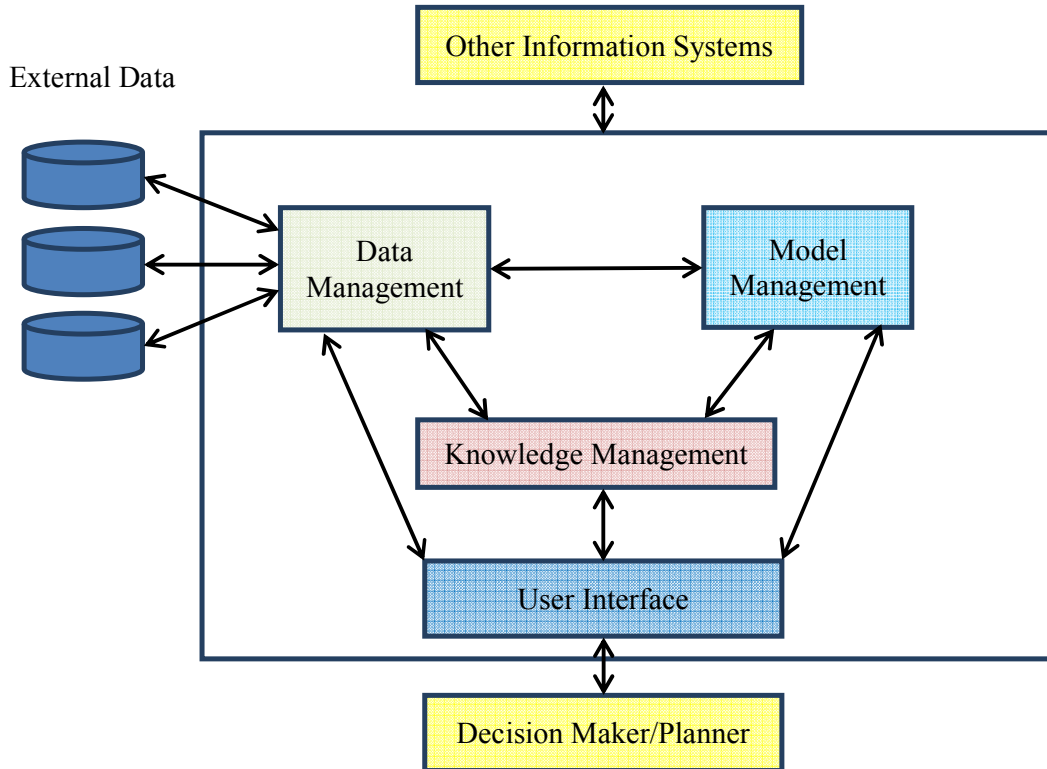 Other Information Systems
External Data
Data
Management
Model
Management
Knowledge Management
User Interface
Decision Maker/Planner